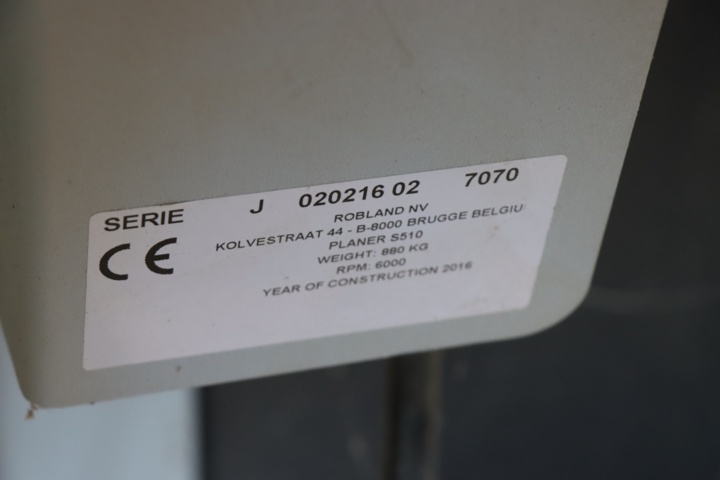 SERIE J 020216 02 7070
ROBLAND NV
KOLVESTRAAT 44 - B-8000 BRUGGE BELGIU
CE
PLANER S510
WEIGHT: 880 KG
RPM: 6000
YEAR OF CONSTRUCTION 2016